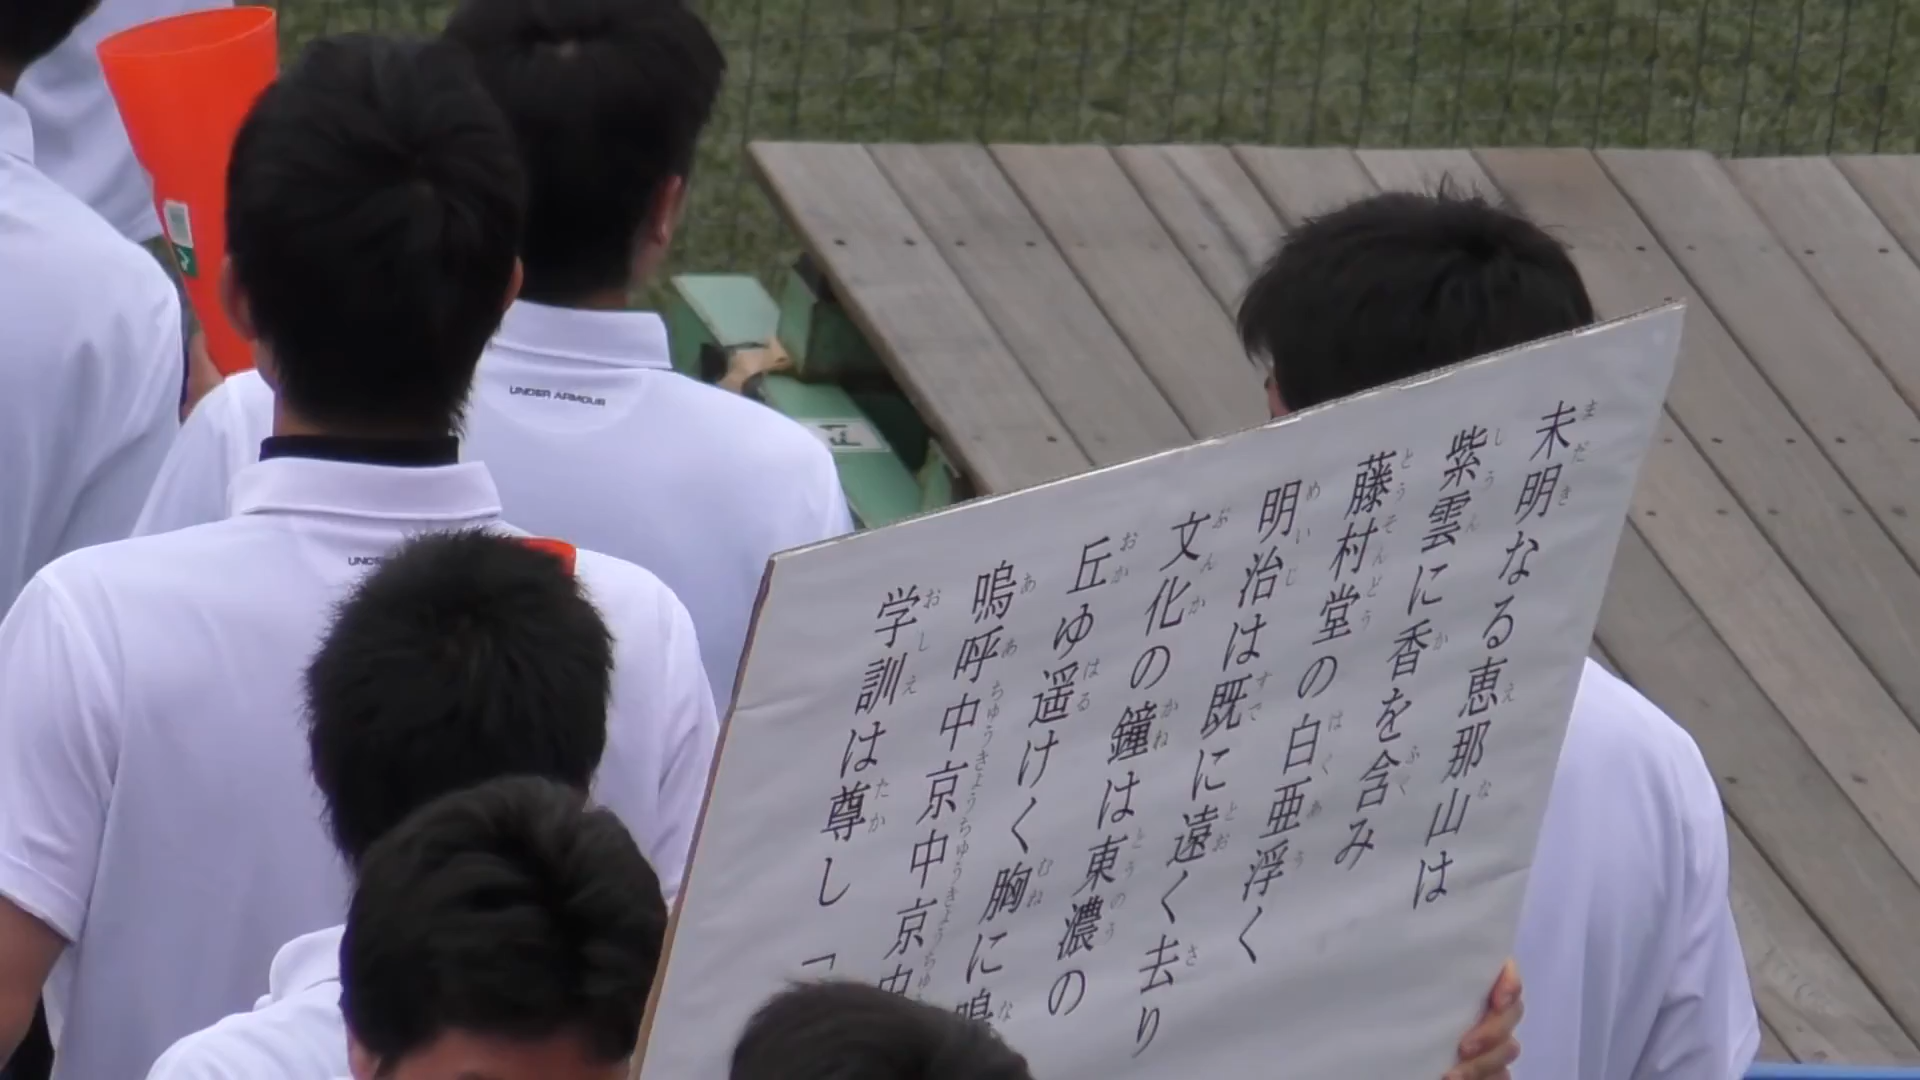 未明なる恵那山は
紫雲に香を含み
藤村堂の白亜浮く
明治は既に遠く去り
文化の鐘は東濃の
丘ゆ遥けく胸に鳴
嗚呼中京中京中
学訓は尊し 「
UNDER ARMOUR
UNDE